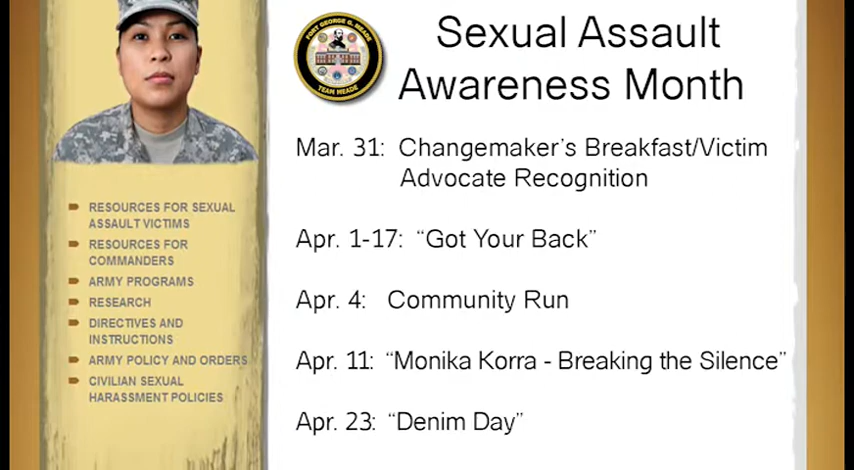 FORT GEORGE G. MEADE
TEAM MEADE
Sexual Assault
Awareness Month
Mar. 31: Changemaker's Breakfast/Victim
Advocate Recognition
Apr. 1-17: "Got Your Back"
Apr. 4: Community Run
Apr. 11: "Monika Korra - Breaking the Silence"
Apr. 23: "Denim Day"
RESOURCES FOR SEXUAL
ASSAULT VICTIMS
RESOURCES FOR
COMMANDERS
ARMY PROGRAMS
RESEARCH
DIRECTIVES AND
INSTRUCTIONS
ARMY POLICY AND ORDERS
CIVILIAN SEXUAL
HARASSMENT POLICIES